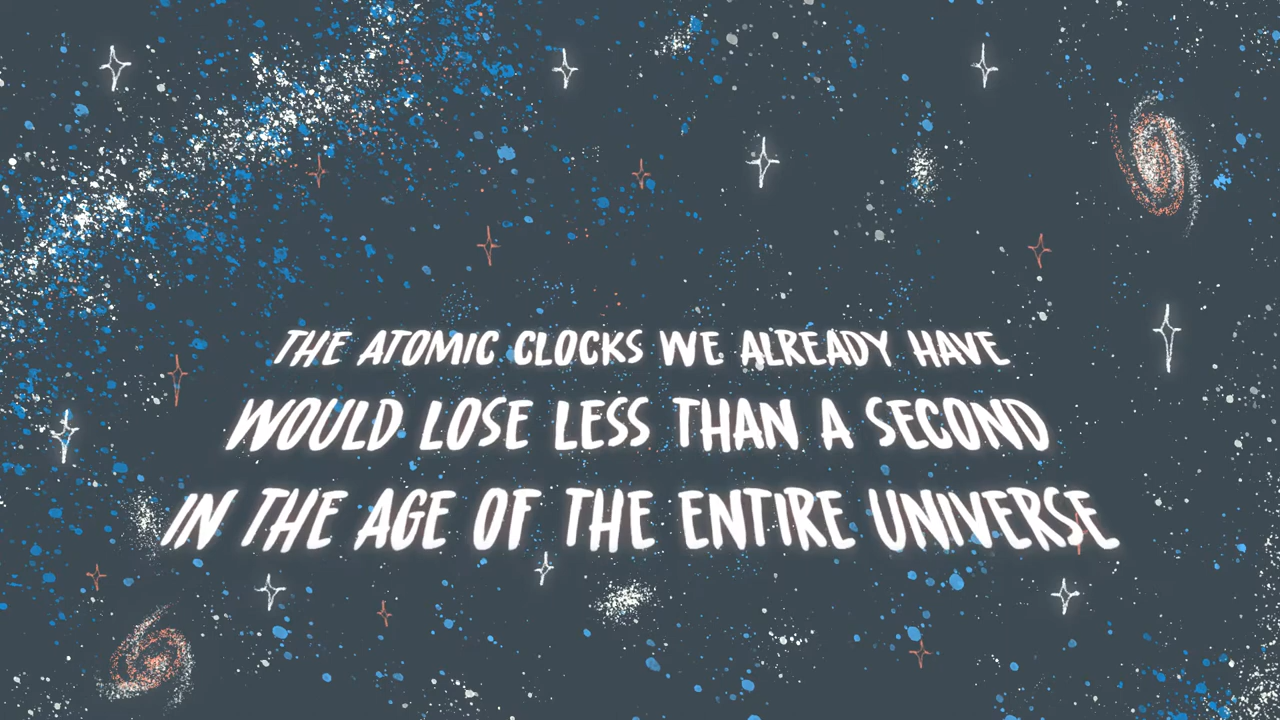 THE ATOMIC CLOCKS WE ALREADY HAVE
WOULD LOSE LESS THAN A SECOND
IN THE AGE OF THE ENTIRE UNIVERSE